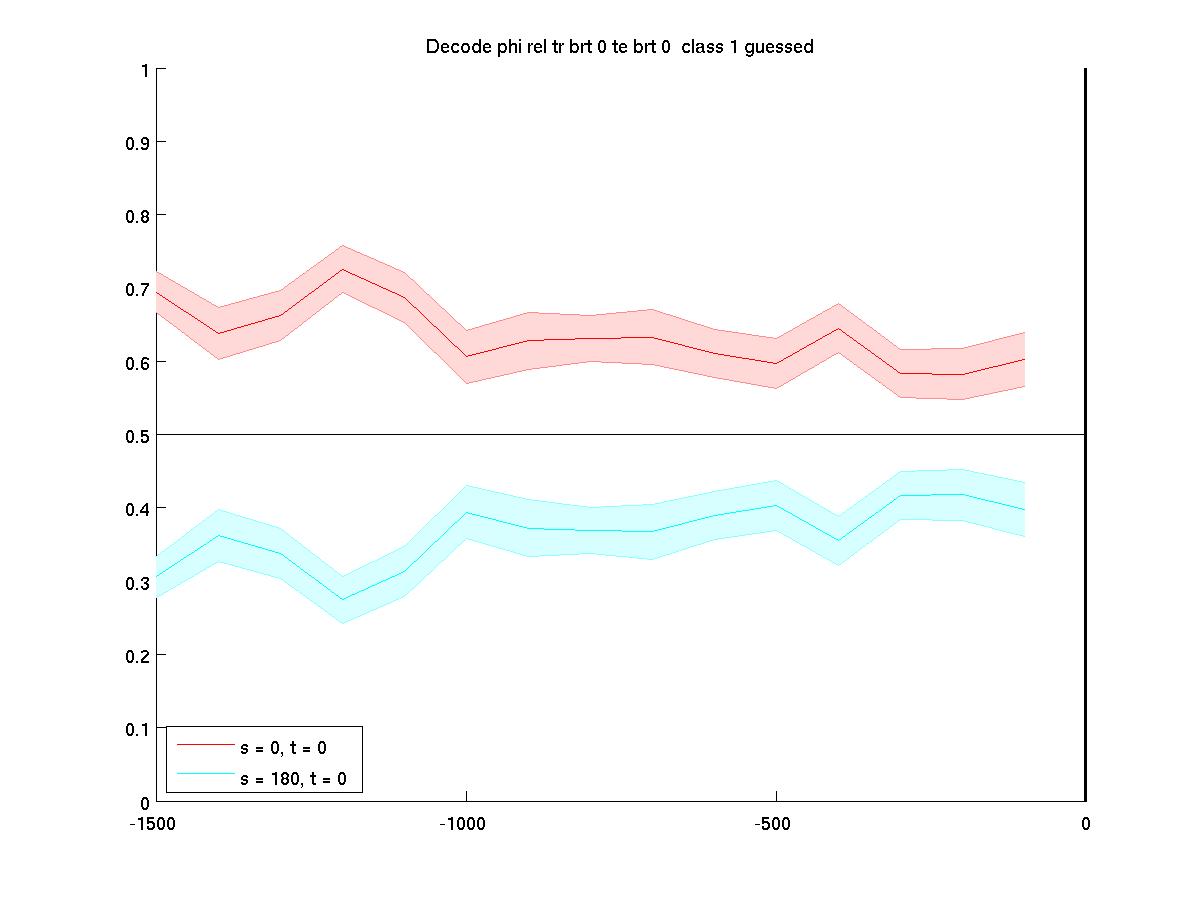 Decode phi rel tr brt 0 te brt 0  class 1 guessed
1
0.9
0.8
0.7
0.6
0.5
0.4
0.3
0.2
0.1
0
s = 0, t = 0
s = 180, t = 0
-1500 -1000 -500 0